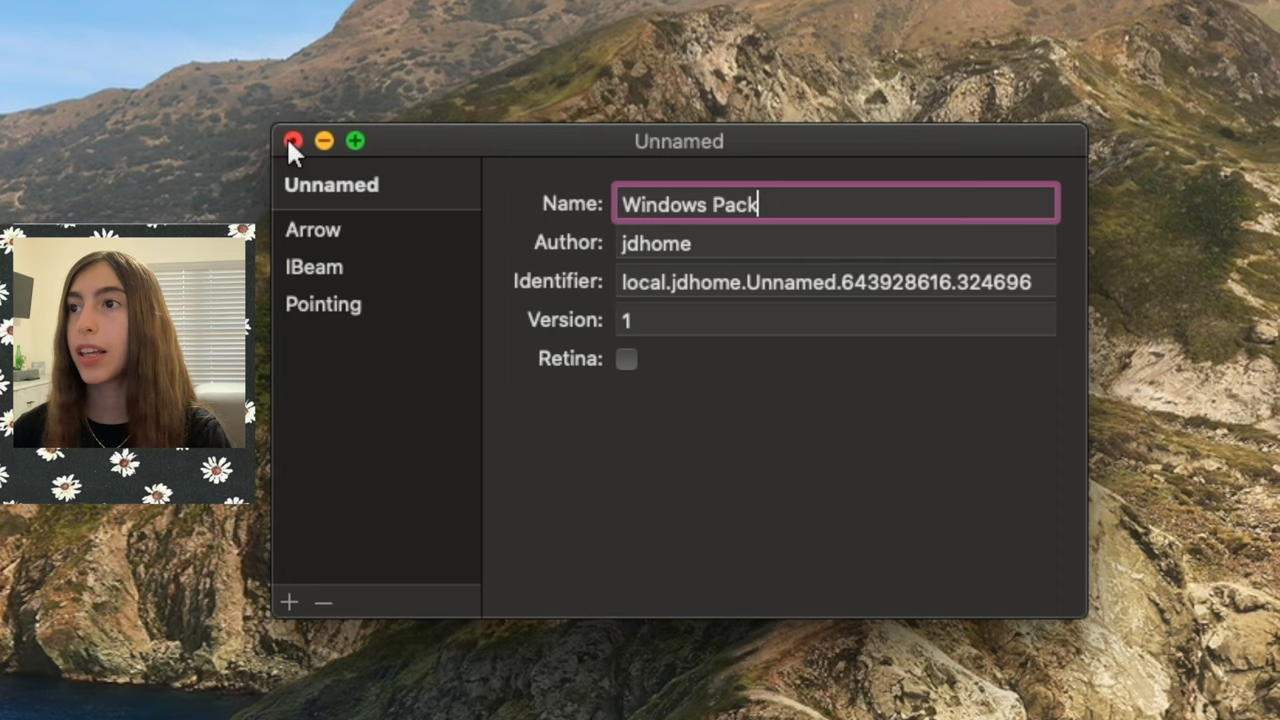 Unnamed
Unnamed
Arrow
IBeam
Pointing
Name: Windows Pack
Author: jdhome
Identifier: local.jdhome.Unnamed.643928616.324696
Version: 1
Retina: